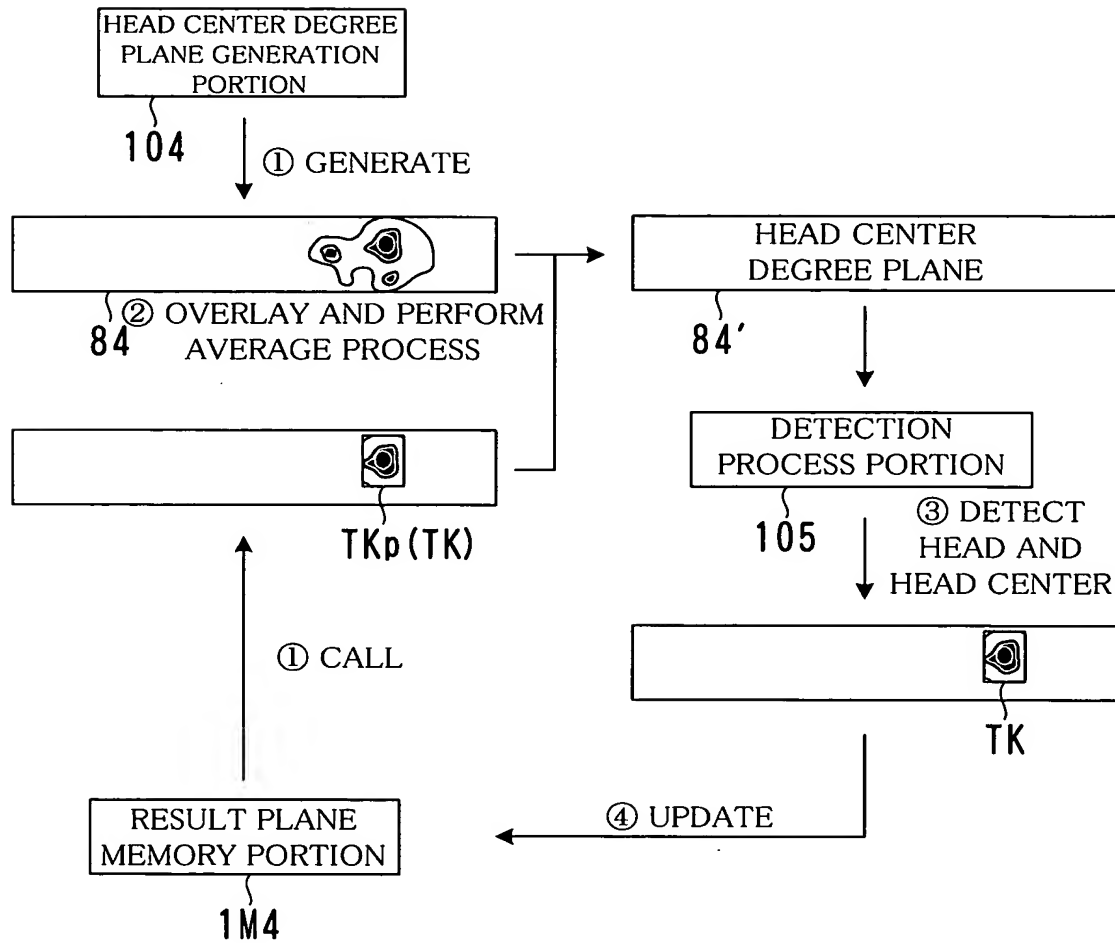 HEAD CENTER DEGREE
PLANE GENERATION
PORTION
104
① GENERATE
84
② OVERLAY AND PERFORM
AVERAGE PROCESS
HEAD CENTER
DEGREE PLANE
84'
DETECTION
PROCESS PORTION
105
③ DETECT
HEAD AND
HEAD CENTER
TKp(TK)
① CALL
TK
④ UPDATE
RESULT PLANE
MEMORY PORTION
1M4